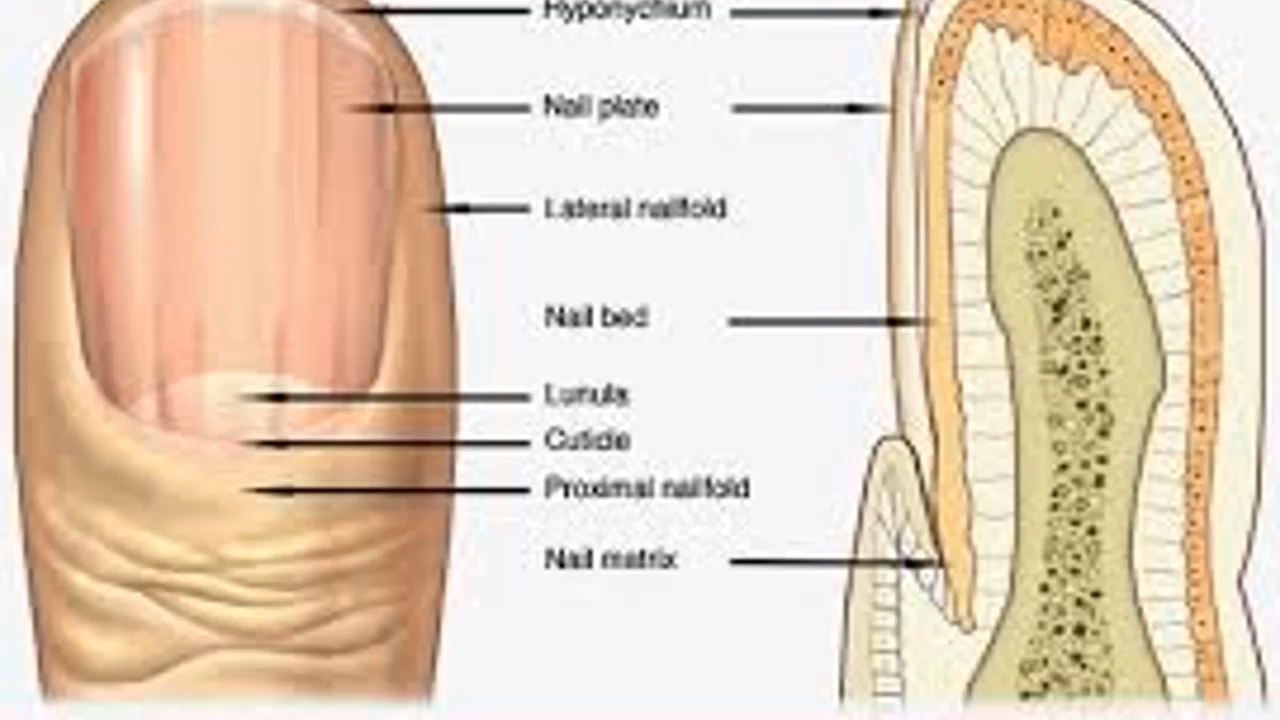 Hyponychium
Nail plate
Lateral nailfold
Nail bed
Lunula
Cuticle
Proximal nailfold
Nail matrix